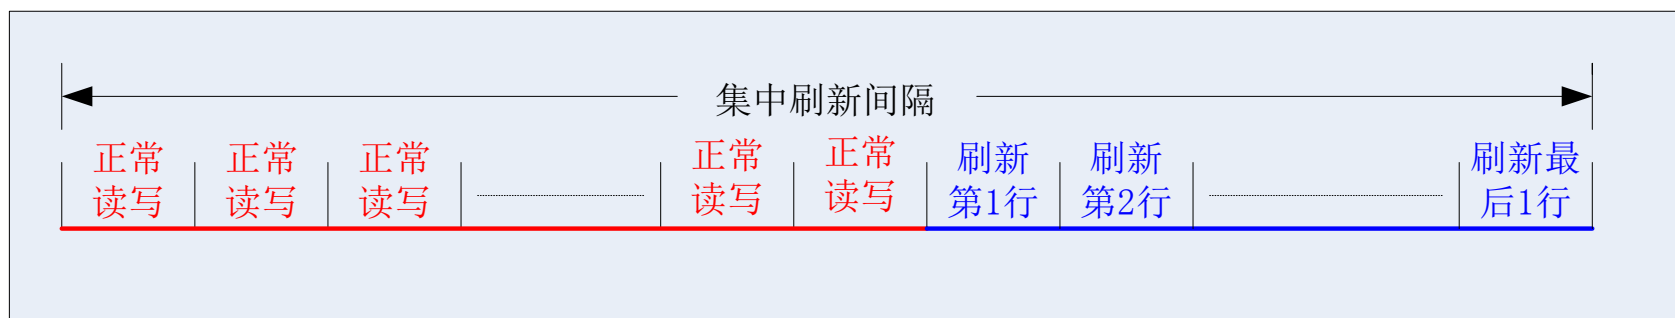 集中刷新间隔
正常 正常 正常 正常 正常 刷新 刷新 刷新最
读写 读写 读写 读写 读写 第1行 第2行 后1行